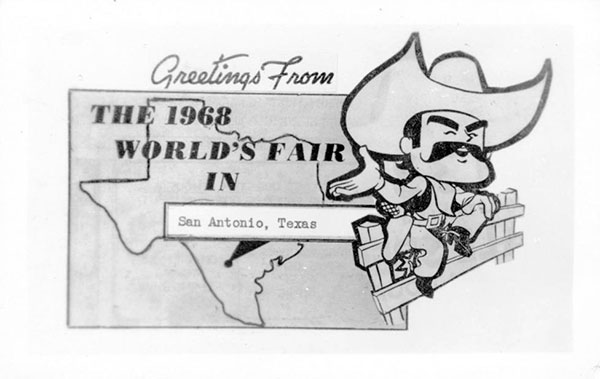 Greetings From
THE 1968
WORLD'S FAIR
IN
San Antonio, Texas